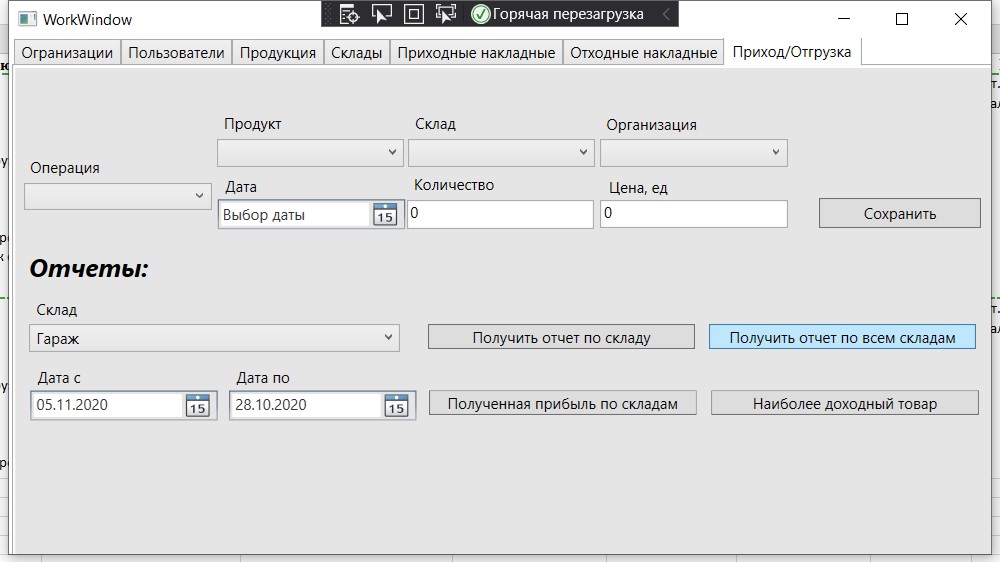 WorkWindow
Горячая перезагрузка
Огранизации Пользователи Продукция Склады Приходные накладные Отходные накладные Приход/Отгрузка
Продукт Склад Организация
Операция
Дата Количество Цена, ед
Выбор даты 15 0 0 Сохранить
Отчеты:
Склад
Гараж Получить отчет по складу Получить отчет по всем складам
Дата с Дата по
05.11.2020 15 28.10.2020 15 Полученная прибыль по складам Наиболее доходный товар